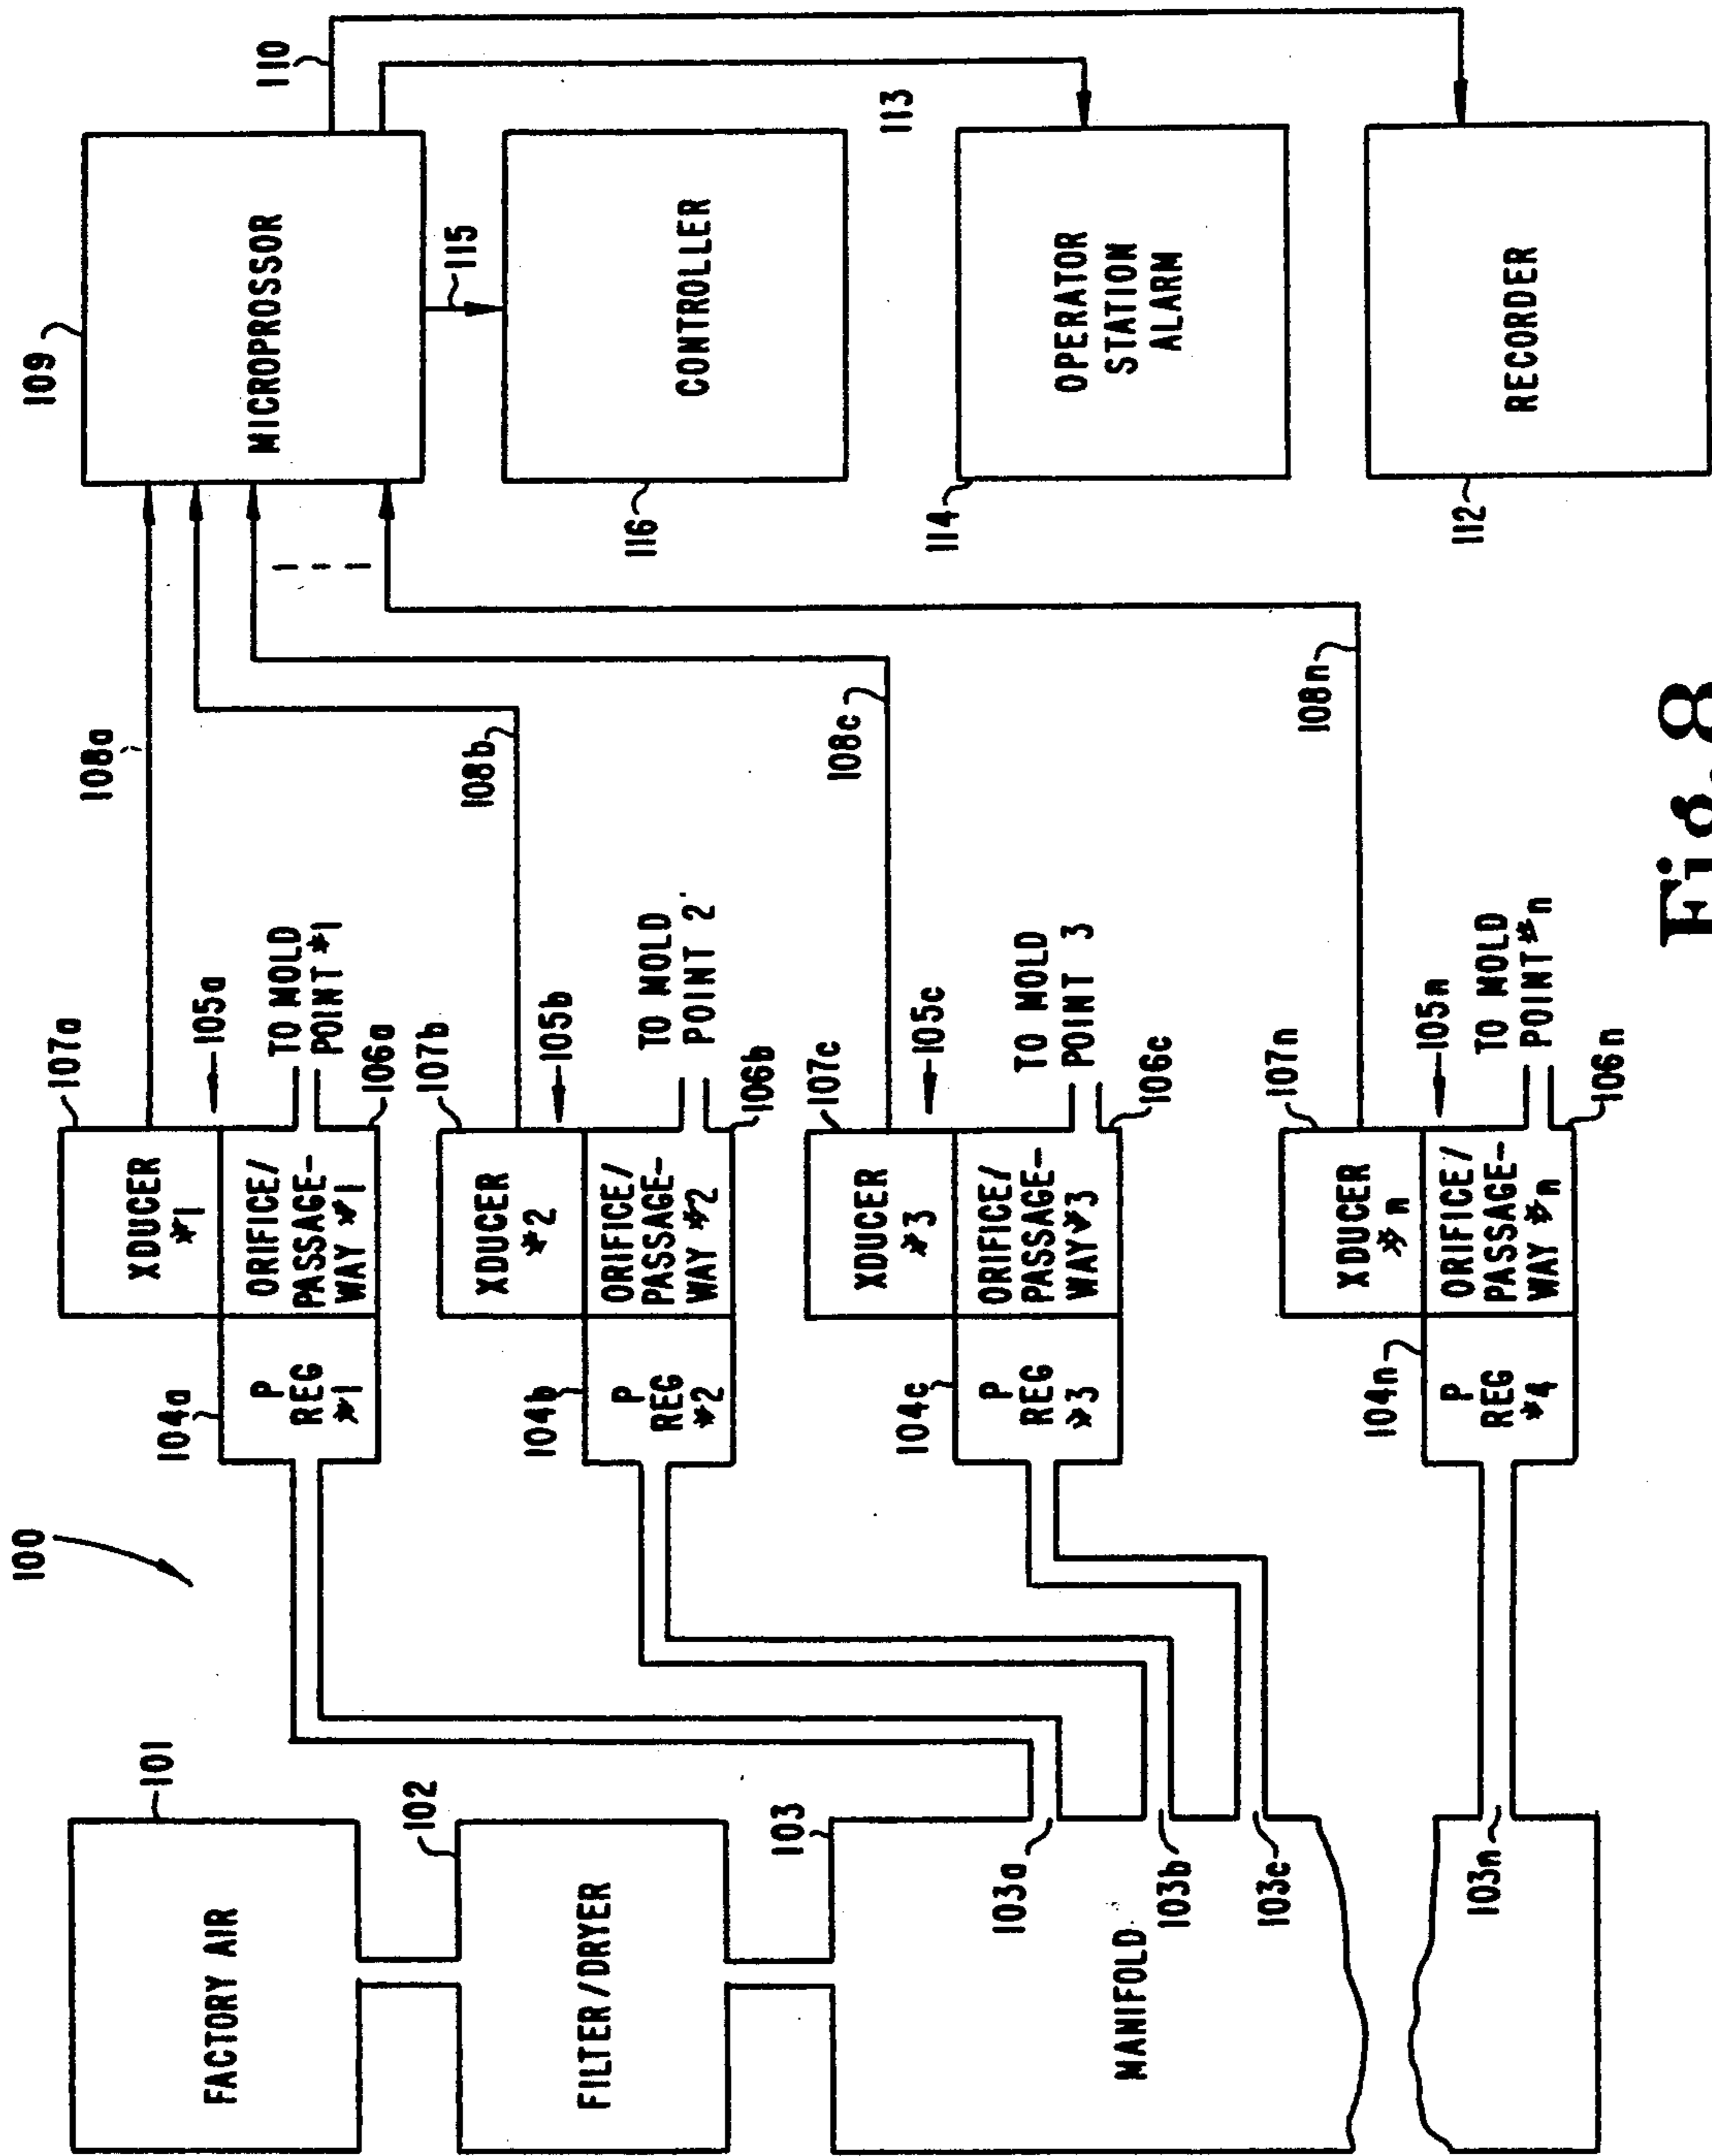 100
FACTORY AIR
101
FILTER/DRYER
102
MANIFOLD
103
103a
103b
103c
103n
104a
P
REG
#1
XDUCER
#1
107a
105a
ORIFICE/
PASSAGE-
WAY #1
106a
TO MOLD
POINT #1
108a
104b
P
REG
#2
XDUCER
#2
107b
105b
ORIFICE/
PASSAGE-
WAY #2
106b
TO MOLD
POINT 2
108b
104c
P
REG
#3
XDUCER
#3
107c
105c
ORIFICE/
PASSAGE-
WAY #3
106c
TO MOLD
POINT 3
108c
104n
P
REG
#4
XDUCER
#n
107n
105n
ORIFICE/
PASSAGE-
WAY #n
106n
TO MOLD
POINT #n
108n
109
MICROPROSSOR
110
115
CONTROLLER
116
113
OPERATOR
STATION
ALARM
114
RECORDER
112
Fig. 8